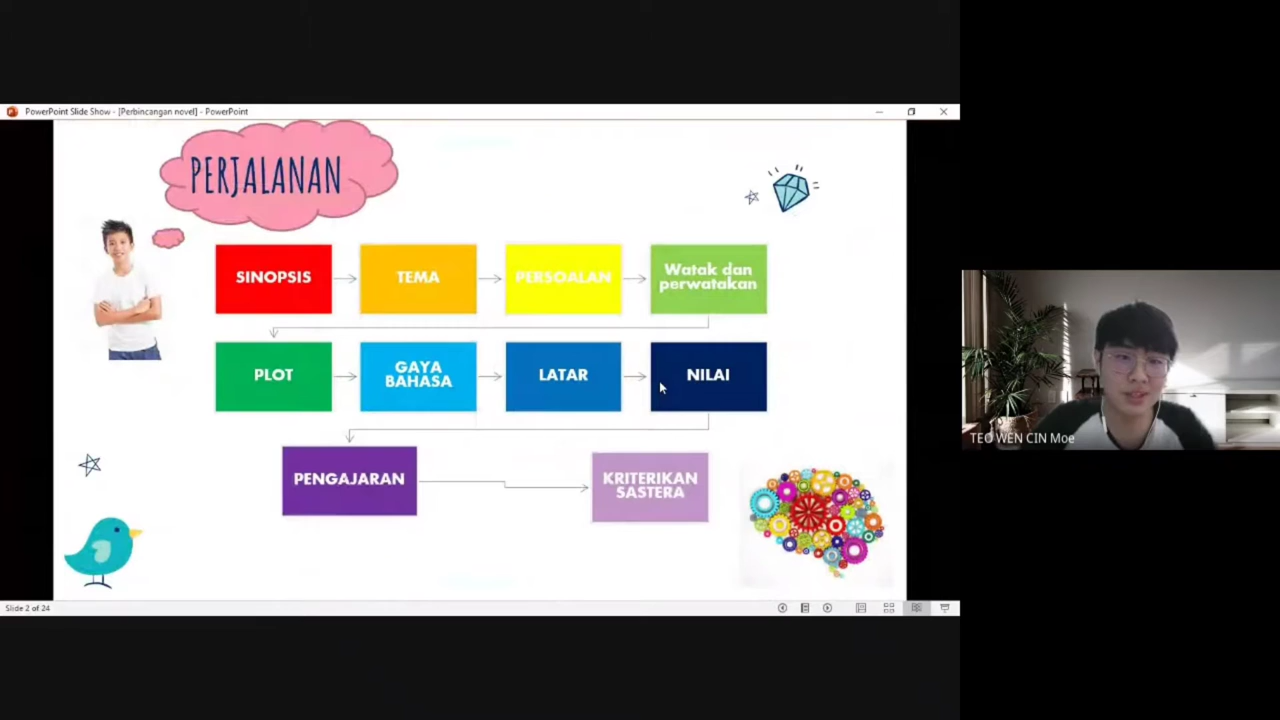 PowerPoint Slide Show - [Perbincangan novel] - PowerPoint
PERJALANAN
SINOPSIS
TEMA
PERSOALAN
Watak dan
perwatakan
PLOT
GAYA
BAHASA
LATAR
NILAI
PENGAJARAN
KRITERIKAN
SASTERA
TEO WEN CIN Moe
Slide 2 of 24